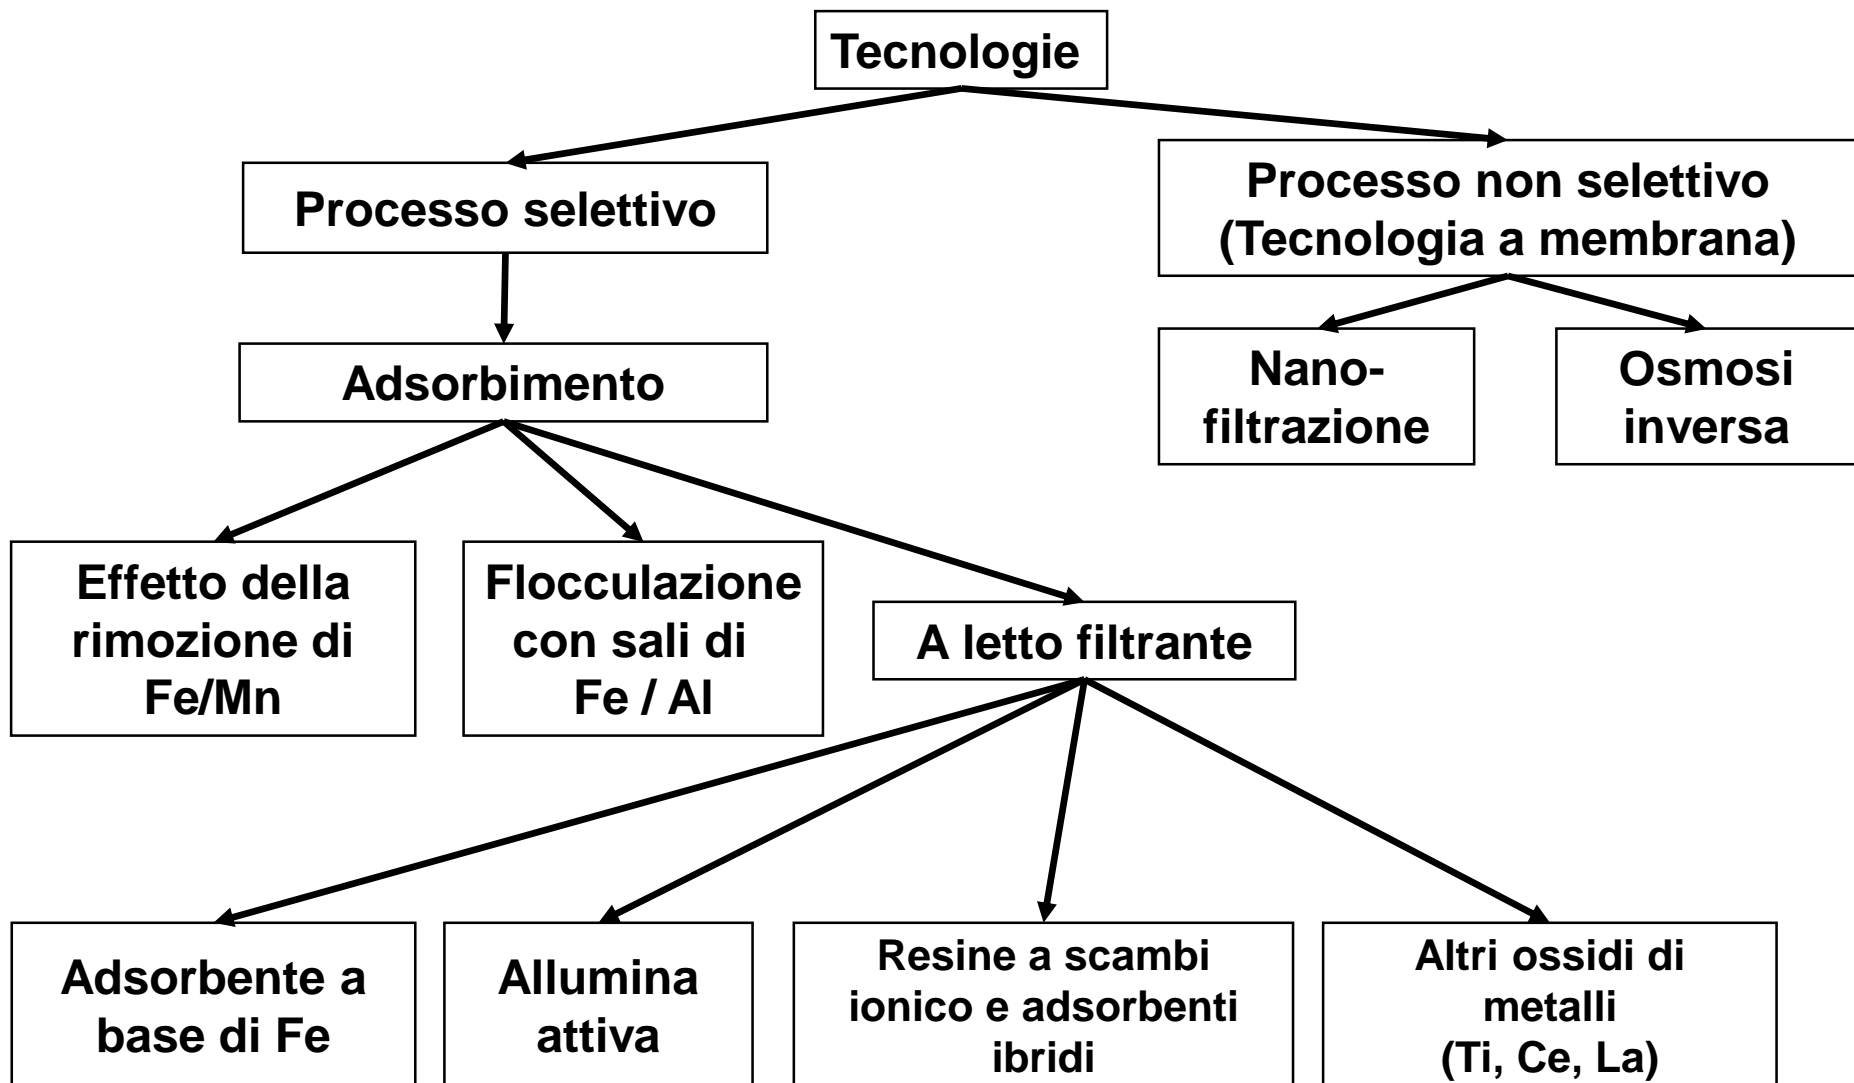 Tecnologie
Processo selettivo
Processo non selettivo
(Tecnologia a membrana)
Adsorbimento
Nano-
filtrazione
Osmosi
inversa
Effetto della
rimozione di
Fe/Mn
Flocculazione
con sali di
Fe / Al
A letto filtrante
Adsorbente a
base di Fe
Allumina
attiva
Resine a scambi
ionico e adsorbenti
ibridi
Altri ossidi di
metalli
(Ti, Ce, La)